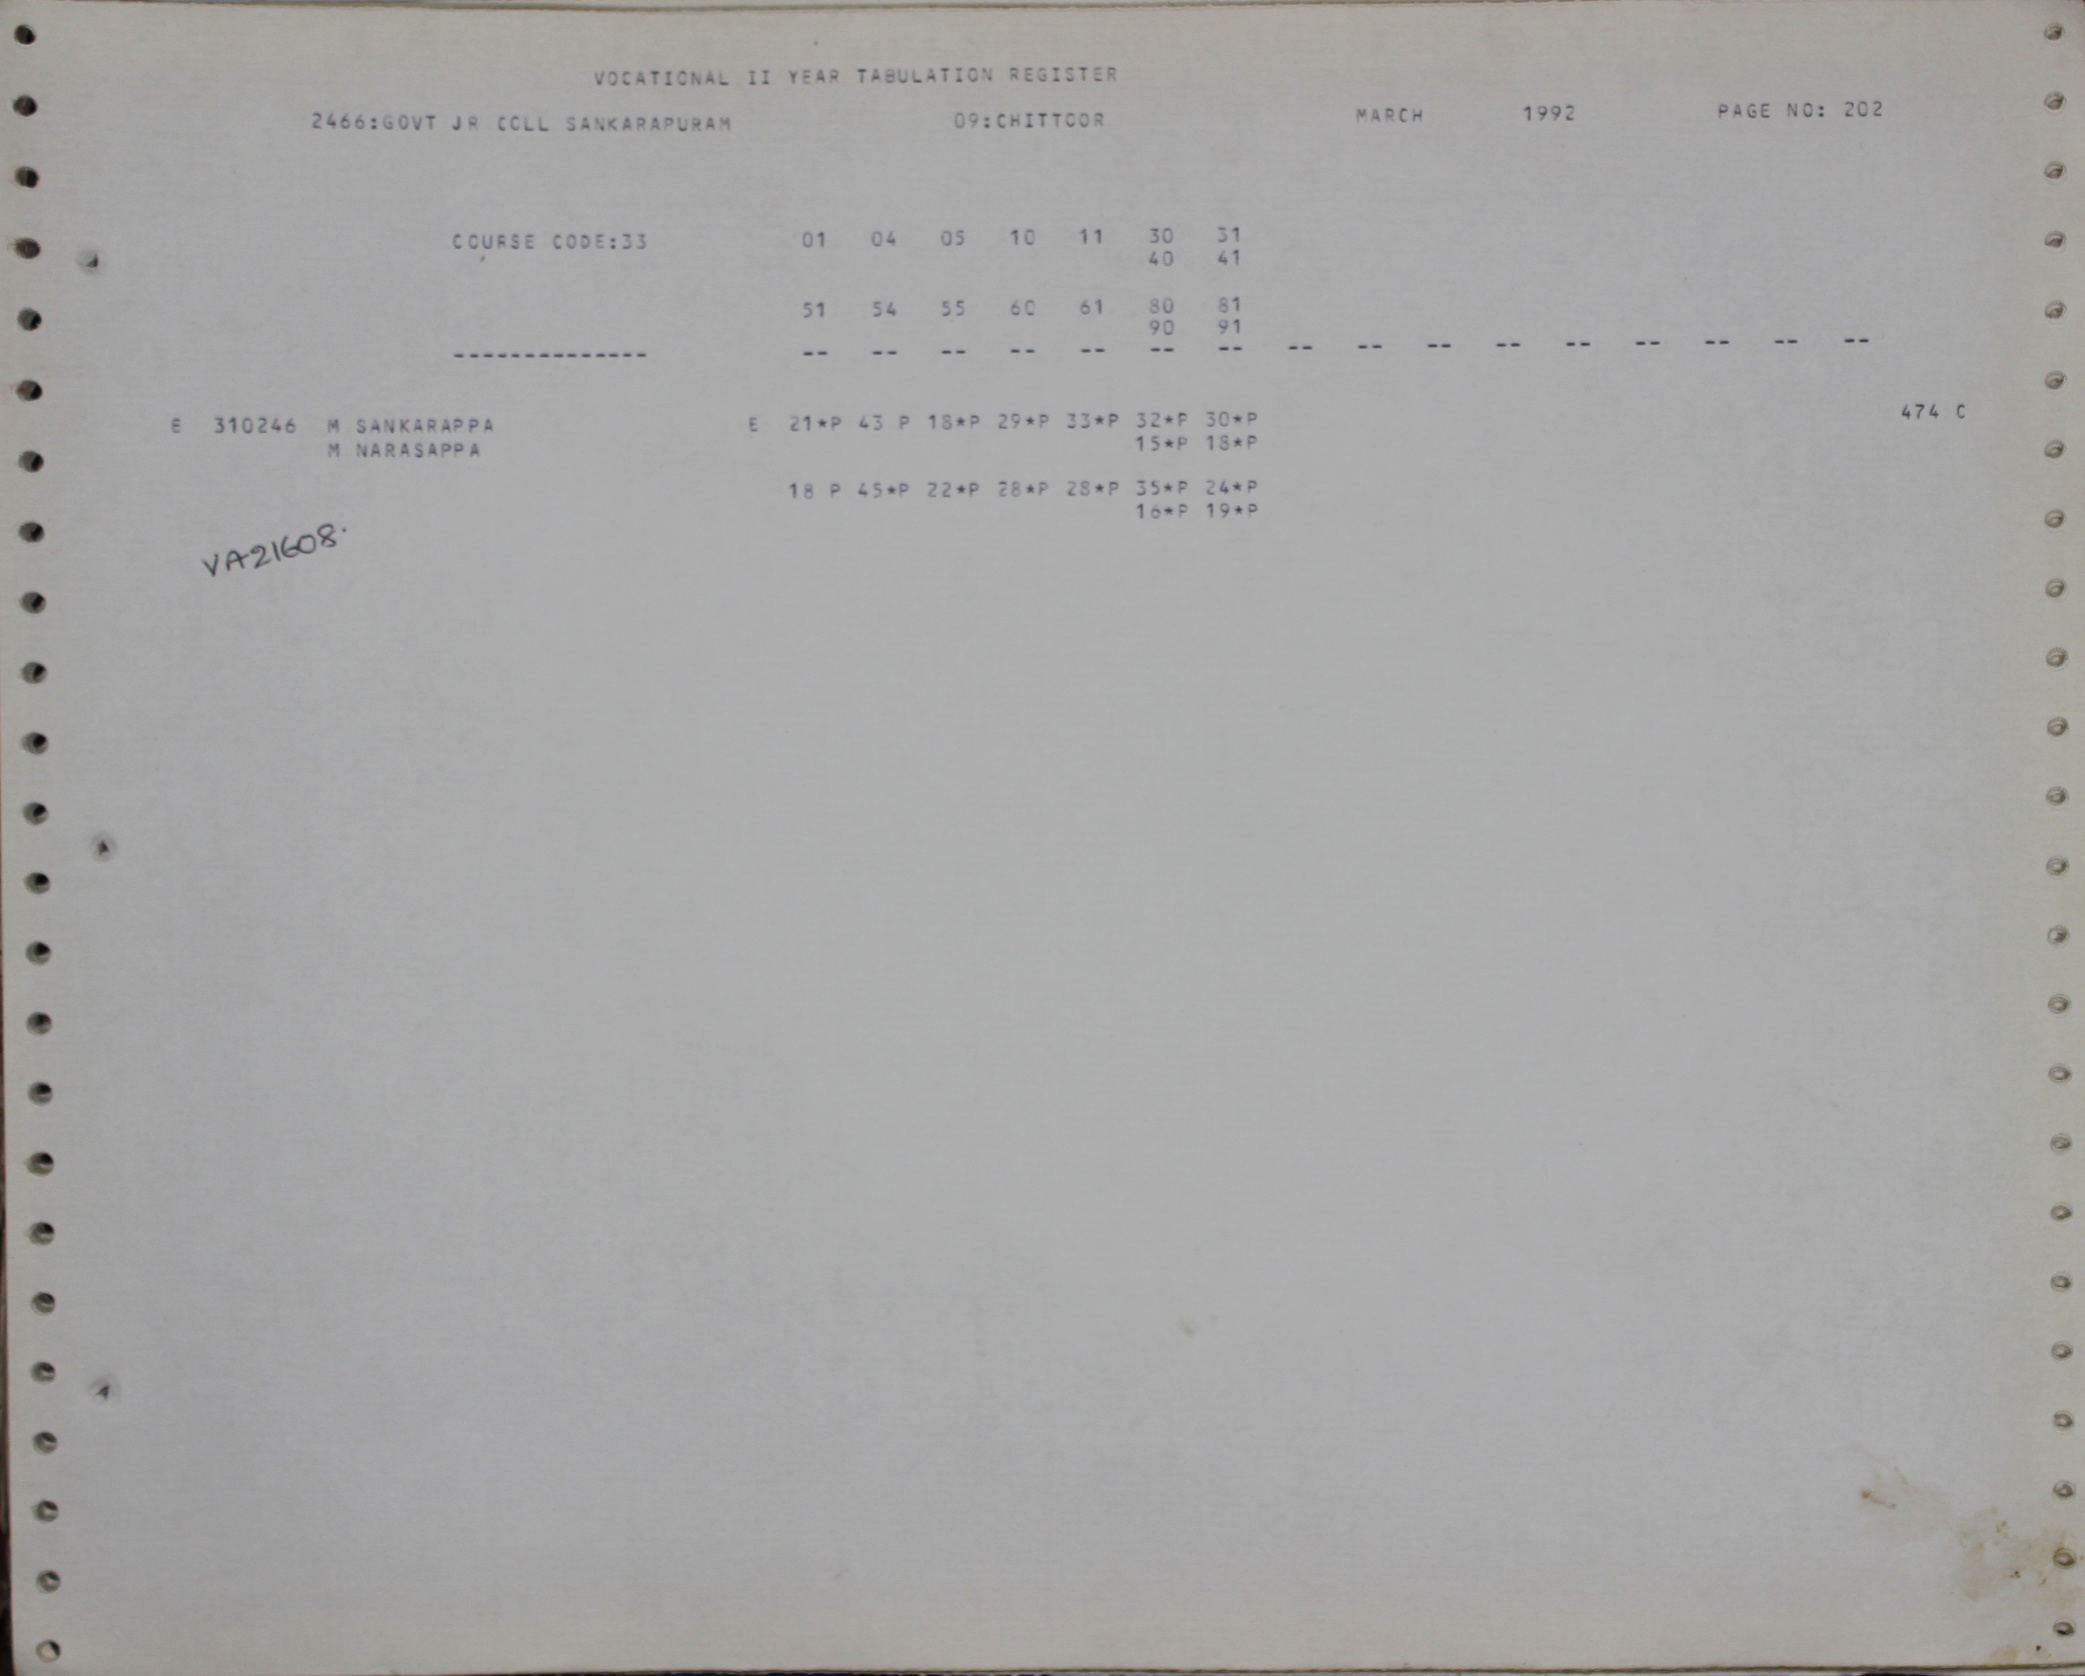 VOCATIONAL II YEAR TABULATION REGISTER
2466:GOVT JR COLL SANKARAPURAM 09:CHITTOOR MARCH 1992 PAGE NO: 202
COURSE CODE:33 01 04 05 10 11 30 31
40 41
51 54 55 60 61 80 81
90 91
-------------- -- -- -- -- -- -- -- -- -- -- -- -- -- -- -- --
E 310246 M SANKARAPPA E 21*P 43 P 18*P 29*P 33*P 32*P 30*P 474 C
M NARASAPPA 15*P 18*P
18 P 45*P 22*P 28*P 28*P 35*P 24*P
16*P 19*P
VA21608.